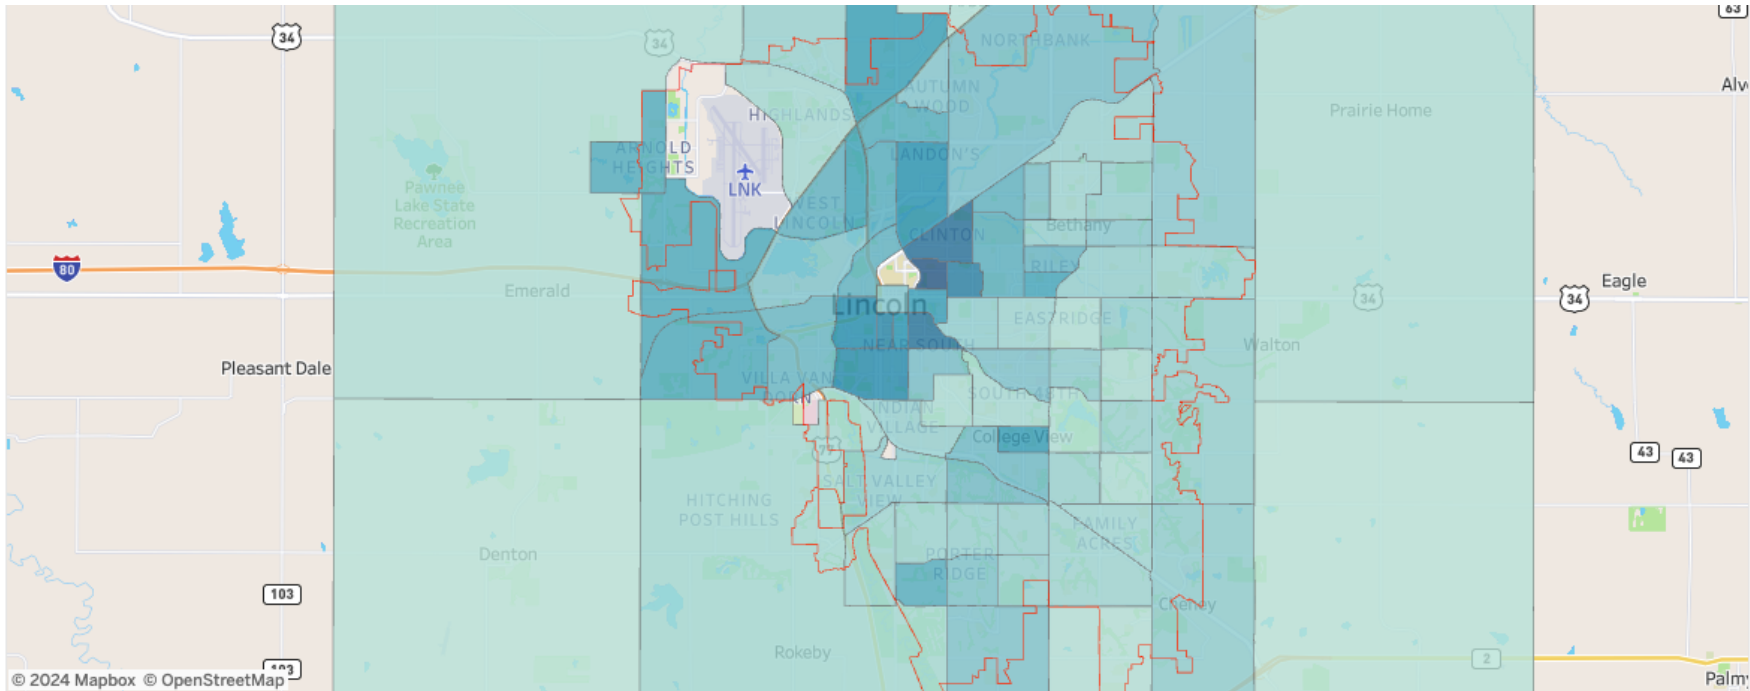 63
34
34
NORTHBANK
Alv
AUTUMN
WOOD
HIGHLANDS
Prairie Home
ARNOLD
HEIGHTS
LANDON'S
Pawnee
Lake State
Recreation
Area
LNK
WEST
LINCOLN
Bethany
CLINTON
80
RILEY
Emerald
Eagle
34
34
Lincoln
EASTRIDGE
NEAR SOUTH
Walton
Pleasant Dale
VILLA VAN
DORN
SOUTH 48TH
INDIAN
VILLAGE
College View
77
43
43
SALT VALLEY
VIEW
HITCHING
POST HILLS
FAMILY
ACRES
Denton
PORTER
RIDGE
103
Cheney
Rokeby
2
103
© 2024 Mapbox © OpenStreetMap
Palmy